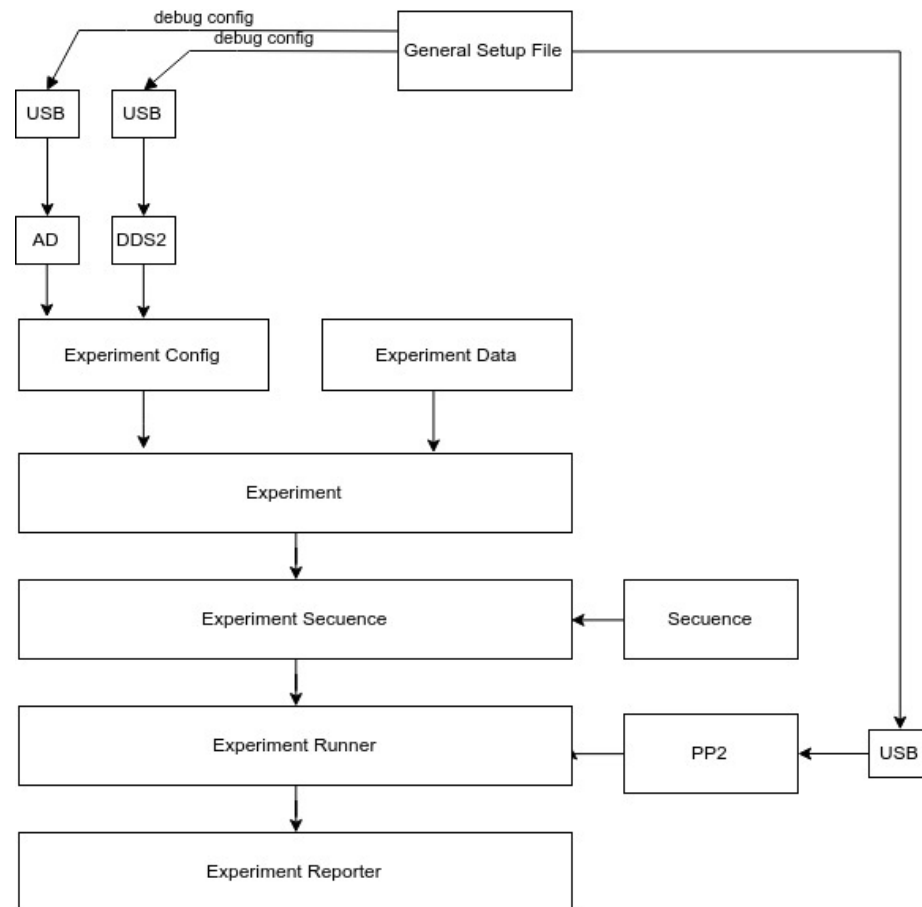 debug config
debug config
General Setup File
USB
USB
AD
DDS2
Experiment Config
Experiment Data
Experiment
Experiment Secuence
Secuence
Experiment Runner
PP2
USB
Experiment Reporter